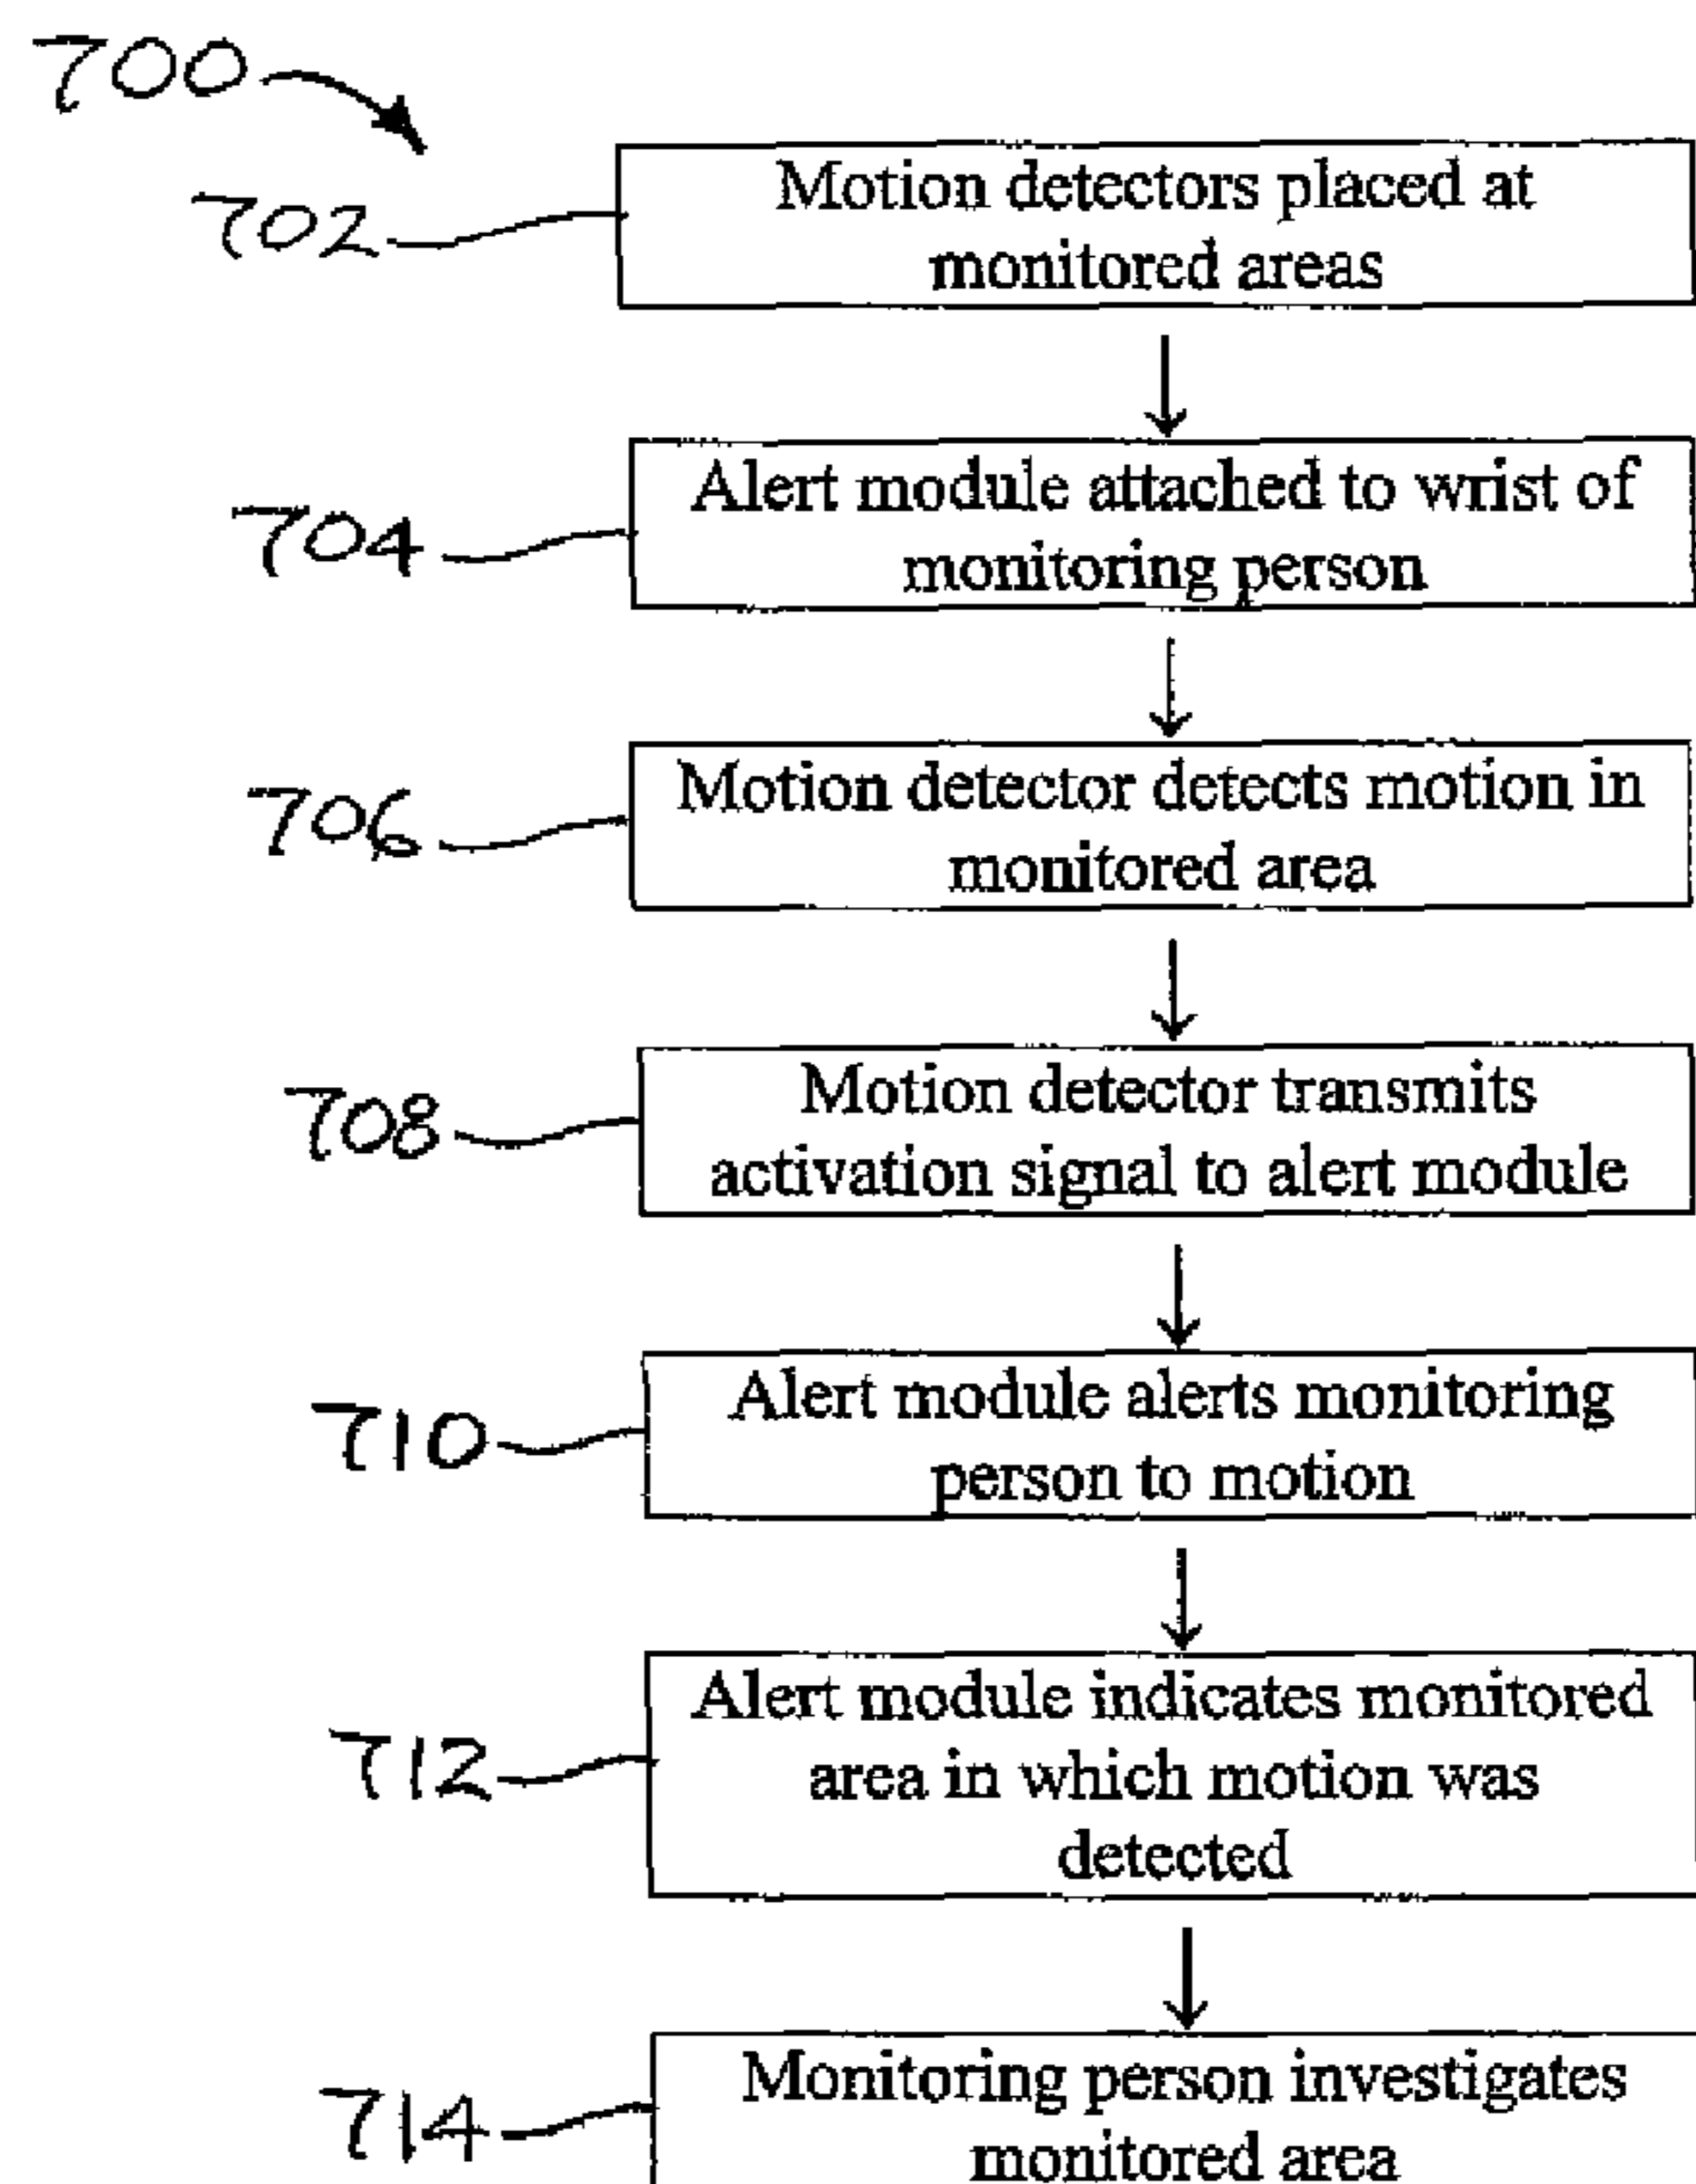 700
702
Motion detectors placed at
monitored areas
704
Alert module attached to wrist of
monitoring person
706
Motion detector detects motion in
monitored area
708
Motion detector transmits
activation signal to alert module
710
Alert module alerts monitoring
person to motion
712
Alert module indicates monitored
area in which motion was
detected
714
Monitoring person investigates
monitored area